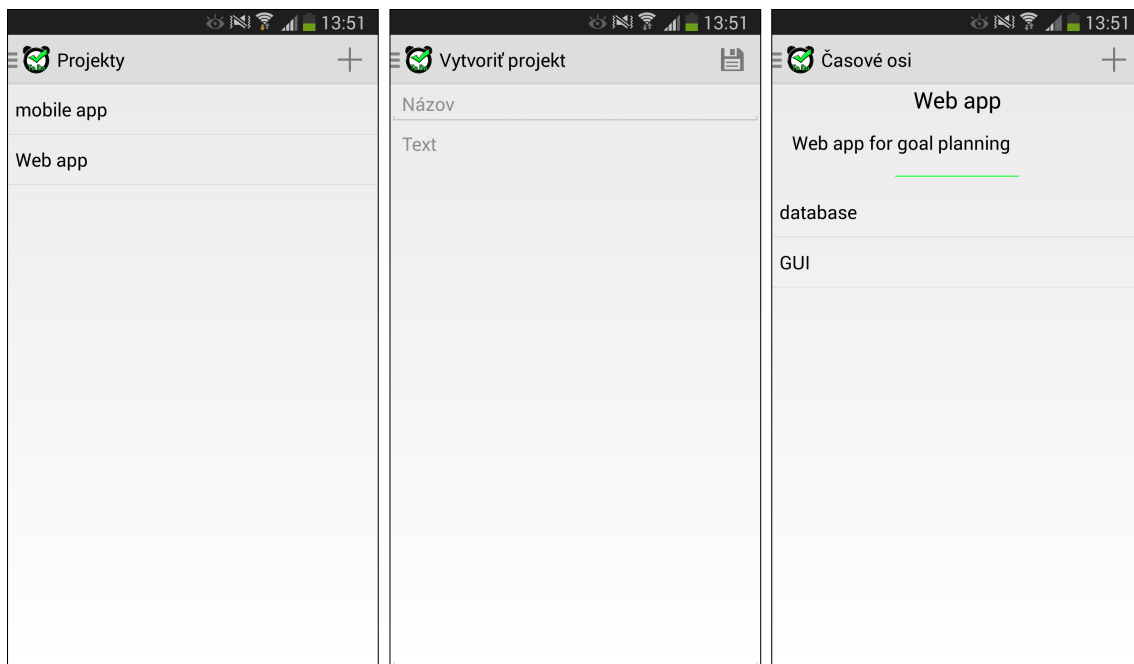 13:51
Projekty
mobile app
Web app
13:51
Vytvoriť projekt
Názov
Text
13:51
Časové osi
Web app
Web app for goal planning
database
GUI